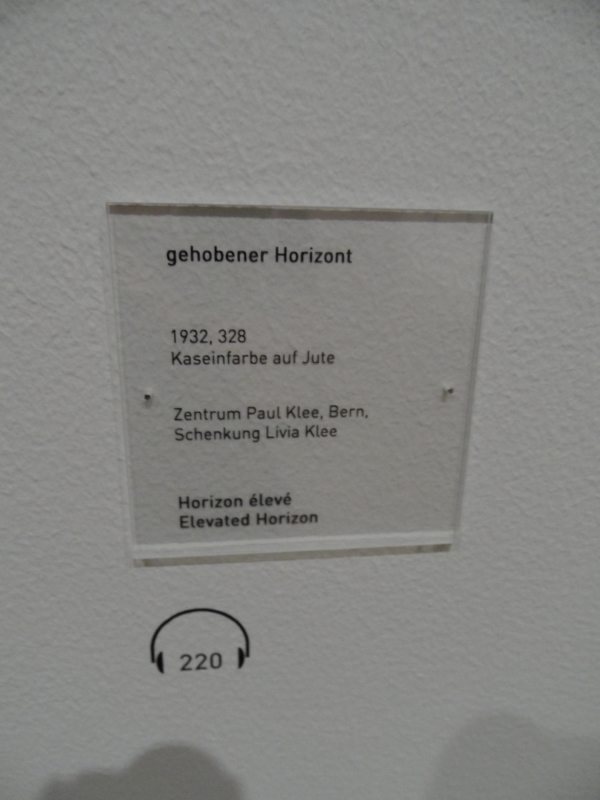 gehobener Horizont
1932, 328
Kaseinfarbe auf Jute
Zentrum Paul Klee, Bern,
Schenkung Livia Klee
Horizon élevé
Elevated Horizon
220